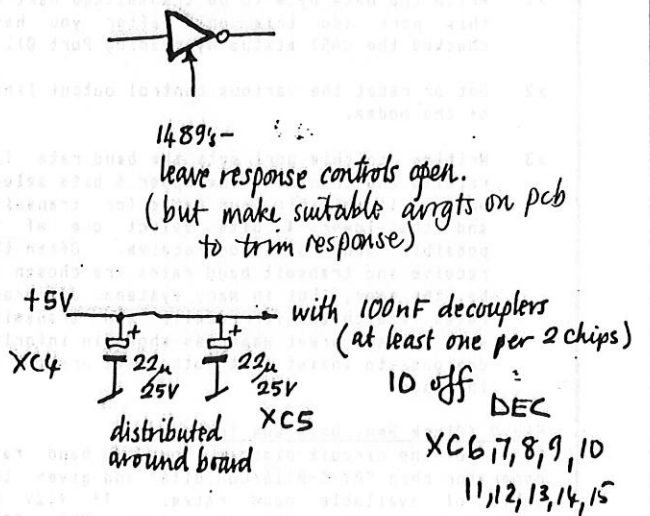 1489s-
leave response controls open.
(but make suitable arrgts on pcb
to trim response)
+5V
with 100nF decouplers
(at least one per 2 chips)
XC4
22µ
25V
22µ
25V
XC5
10 off :
DEC
distributed
around board
XC6,7,8,9,10
11,12,13,14,15